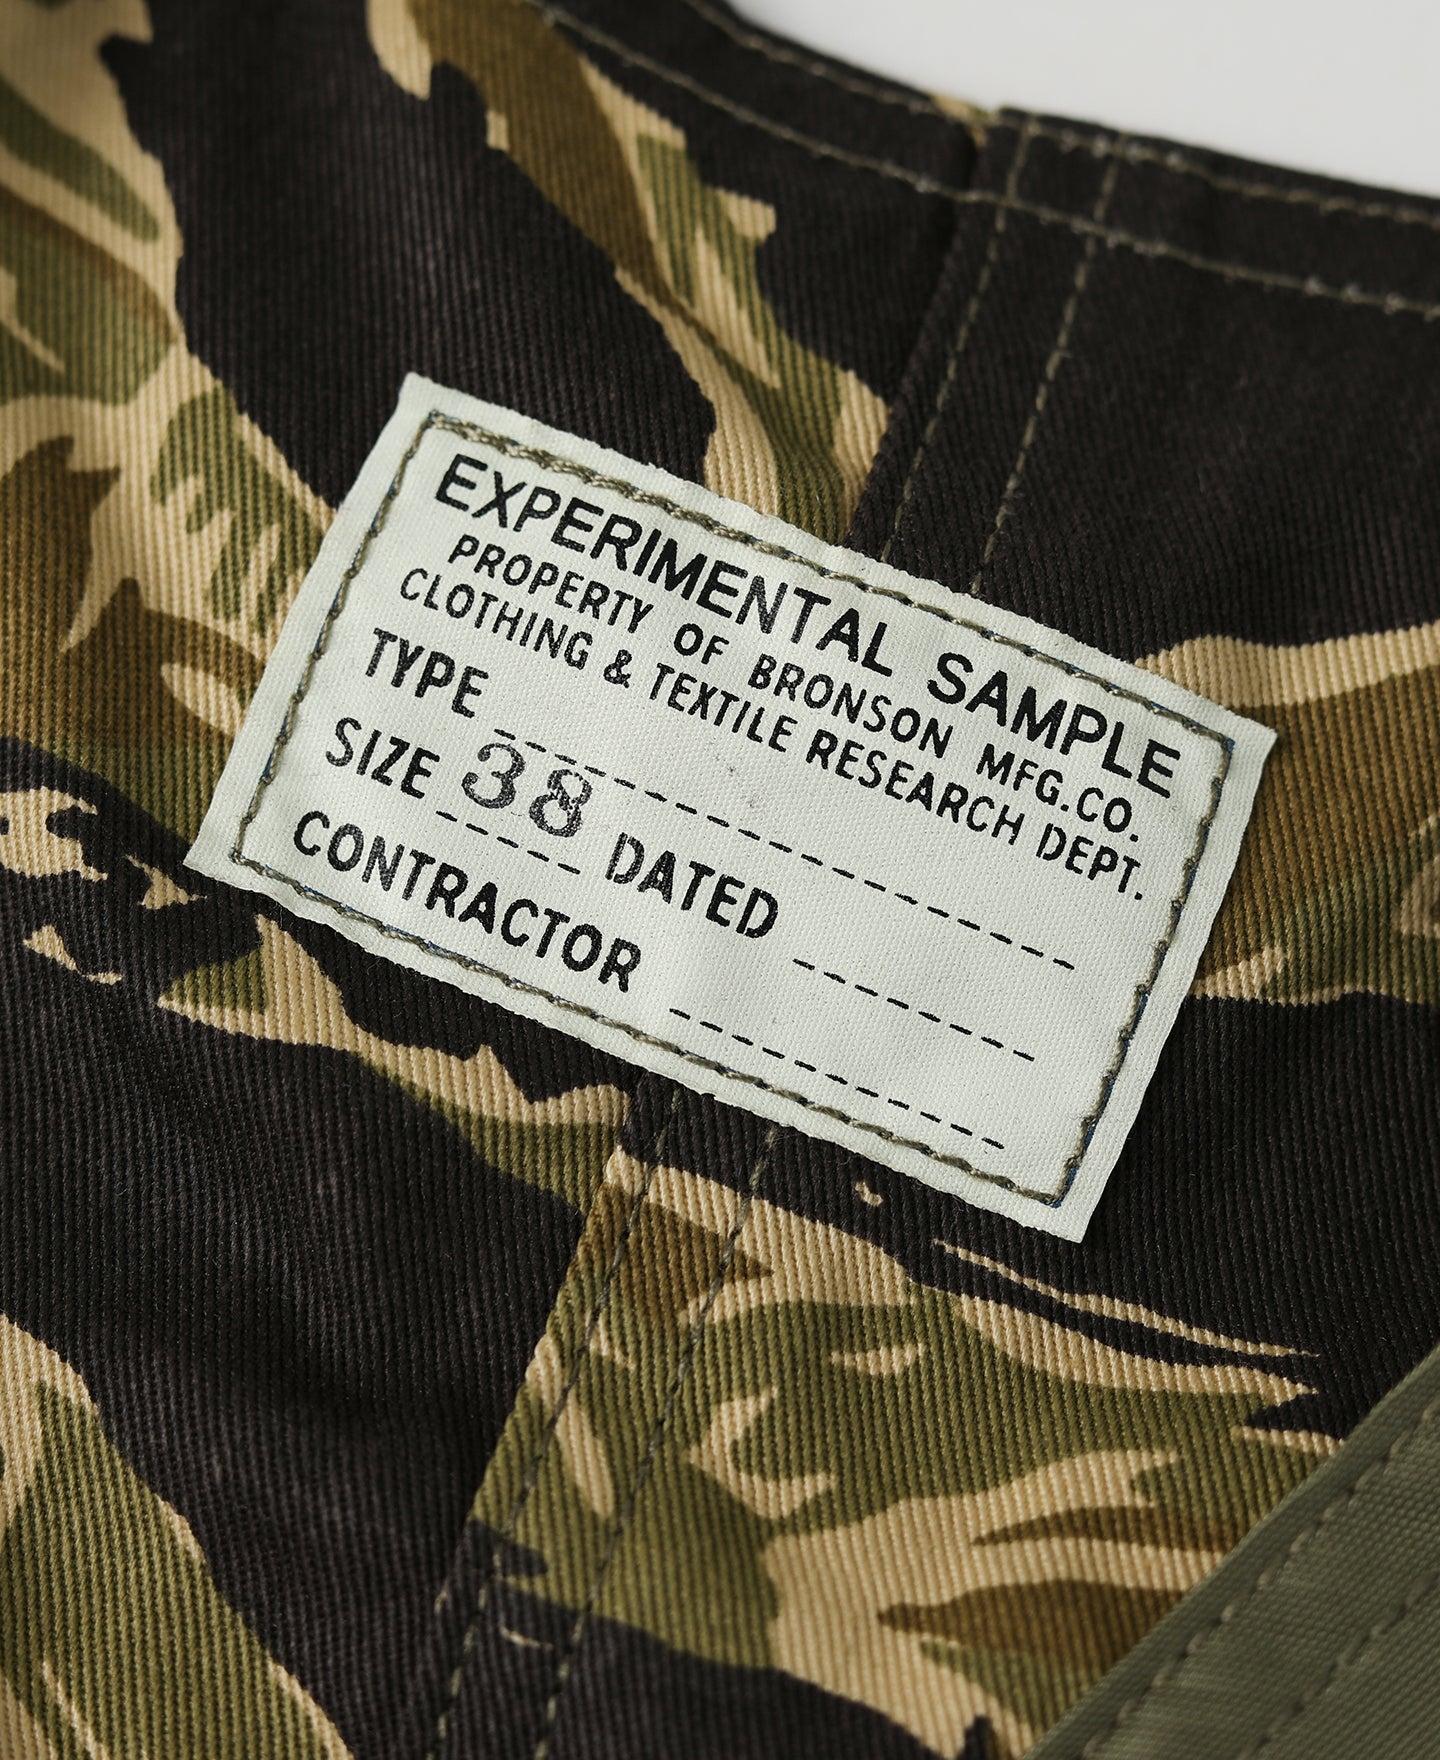 EXPERIMENTAL SAMPLE
PROPERTY OF BRONSON MFG.CO.
CLOTHING & TEXTILE RESEARCH DEPT.
TYPE
SIZE 38 DATED
CONTRACTOR